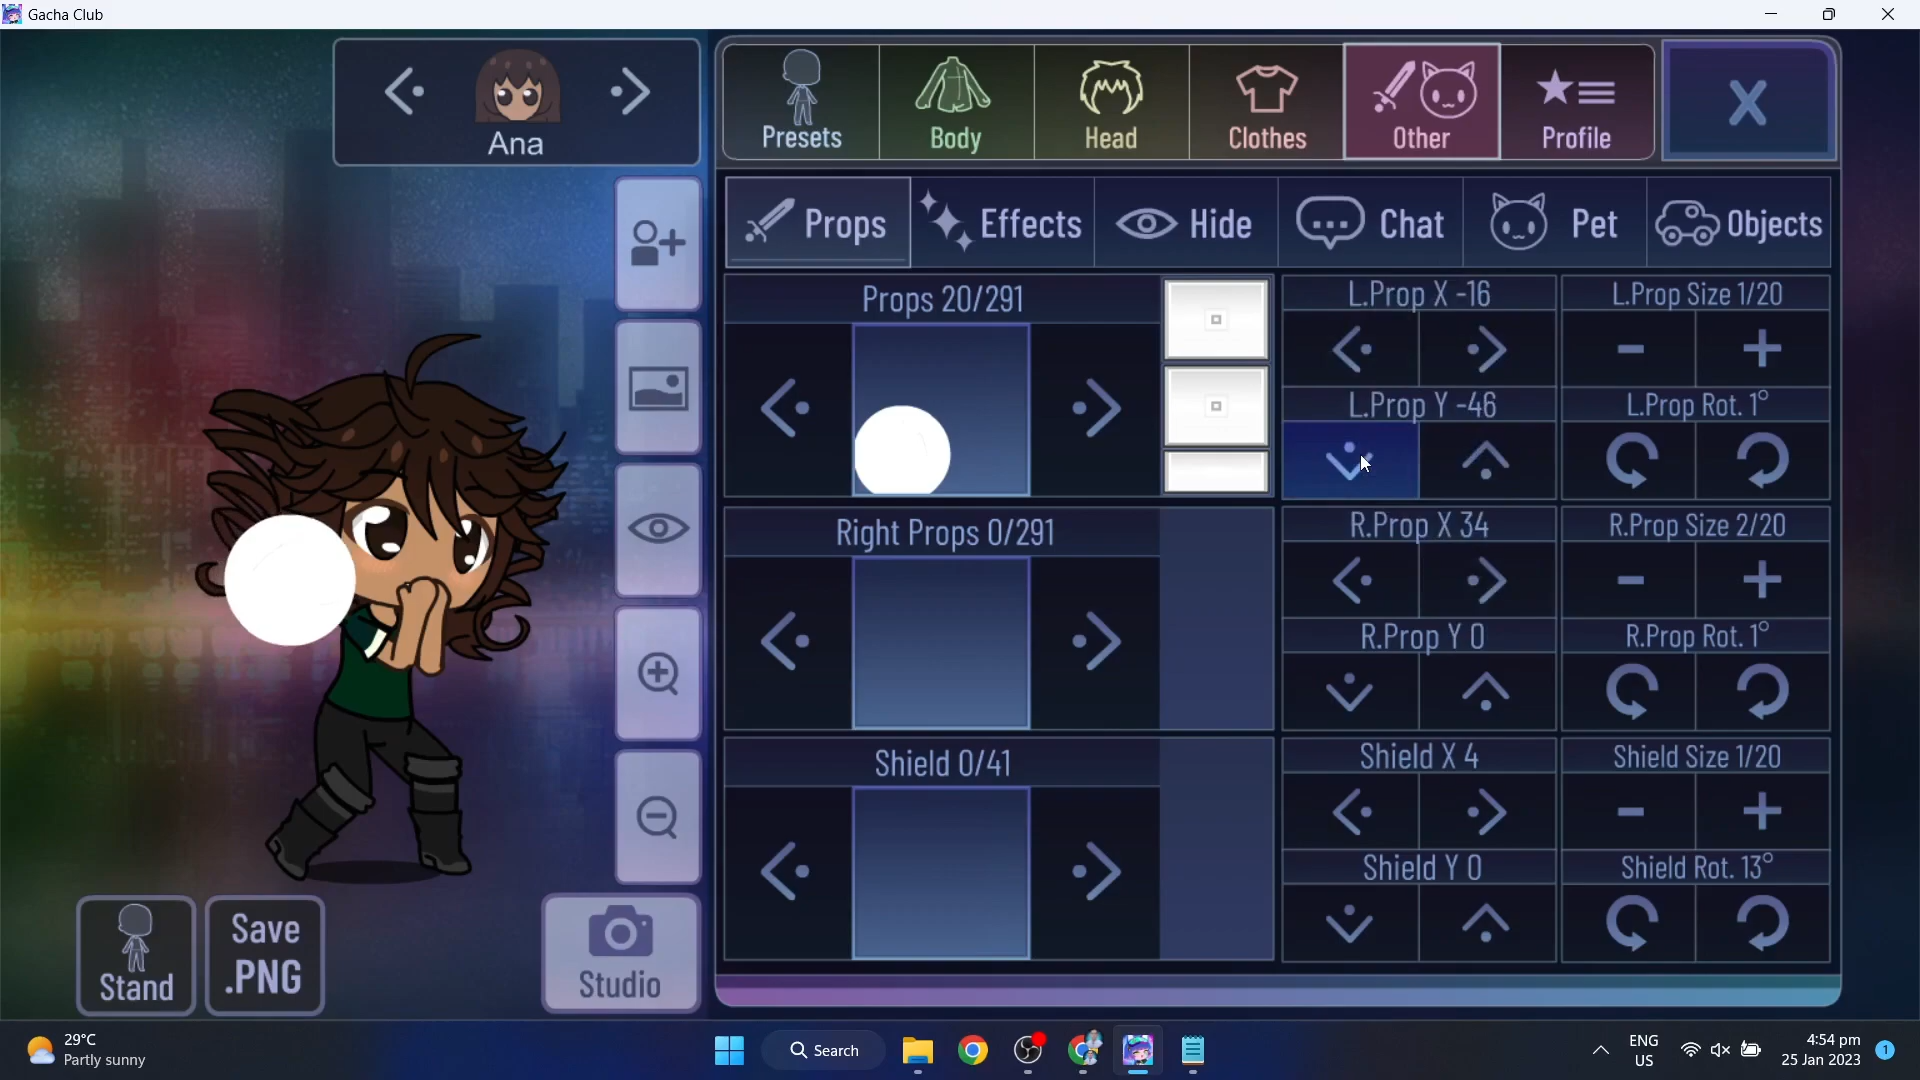 Gacha Club
Ana
Presets
Body
Head
Clothes
Other
Profile
X
Props
Effects
Hide
Chat
Pet
Objects
Props 20/291
L.Prop X -16
L.Prop Size 1/20
L.Prop Y -46
L.Prop Rot. 1°
Right Props 0/291
R.Prop X 34
R.Prop Size 2/20
R.Prop Y 0
R.Prop Rot. 1°
Shield 0/41
Shield X 4
Shield Size 1/20
Shield Y 0
Shield Rot. 13°
Stand
Save
.PNG
Studio
29°C
Partly sunny
Search
ENG
US
4:54 pm
25 Jan 2023
1